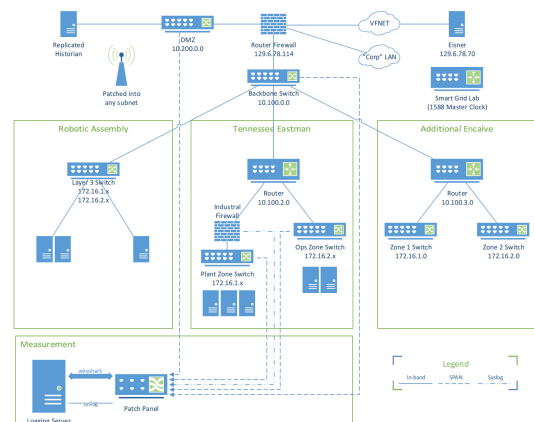 VFNET
Replicated
Historian
DMZ
10.200.0.0
Router Firewall
129.6.78.114
"Corp" LAN
Eisner
129.6.78.70
Patched into
any subnet
Backbone Switch
10.100.0.0
Smart Grid Lab
(1588 Master Clock)
Robotic Assembly
Tennessee Eastman
Additional Encalve
Layer 3 Switch
172.16.1.x
172.16.2.x
Router
10.100.2.0
Router
10.100.3.0
Industrial
Firewall
Ops Zone Switch
172.16.2.x
Zone 1 Switch
172.16.1.0
Zone 2 Switch
172.16.2.0
Plant Zone Switch
172.16.1.x
Measurement
wireshark
syslog
Patch Panel
Logging Server
Legend
In-band
SPAN
Syslog